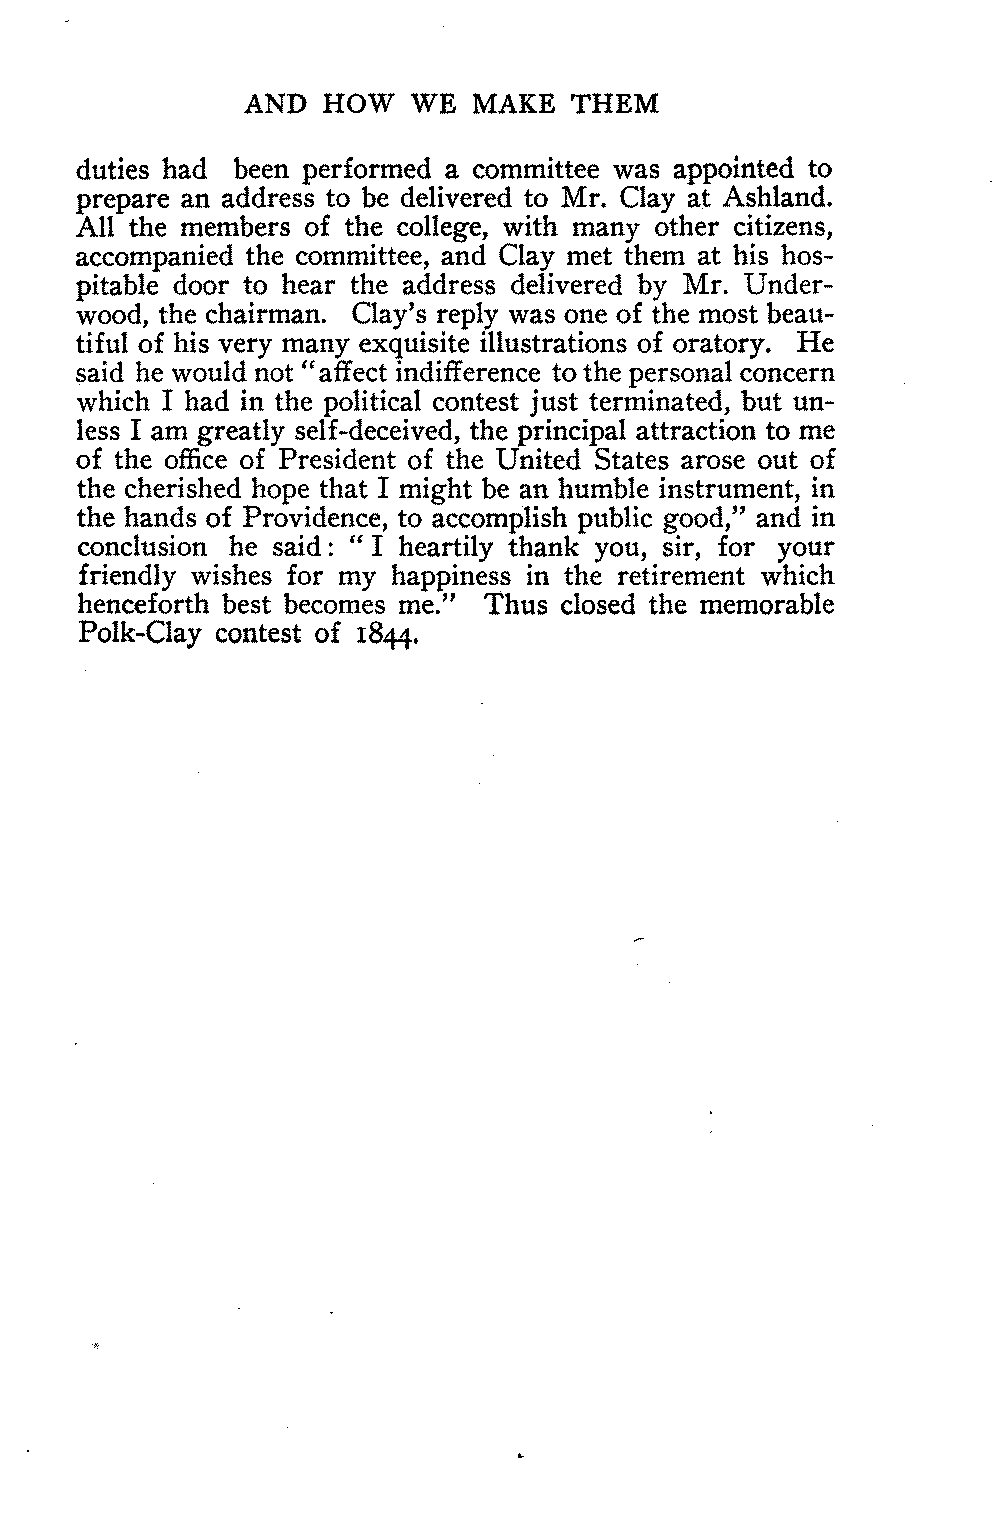 AND HOW WE MAKE THEM
duties had been performed a committee was appointed to
prepare an address to be delivered to Mr. Clay at Ashland.
All the members of the college, with many other citizens,
accompanied the committee, and Clay met them at his hos-
pitable door to hear the address delivered by Mr. Under-
wood, the chairman. Clay's reply was one of the most beau-
tiful of his very many exquisite illustrations of oratory. He
said he would not "affect indifference to the personal concern
which I had in the political contest just terminated, but un-
less I am greatly self-deceived, the principal attraction to me
of the office of President of the United States arose out of
the cherished hope that I might be an humble instrument, in
the hands of Providence, to accomplish public good," and in
conclusion he said: "I heartily thank you, sir, for your
friendly wishes for my happiness in the retirement which
henceforth best becomes me." Thus closed the memorable
Polk-Clay contest of 1844.